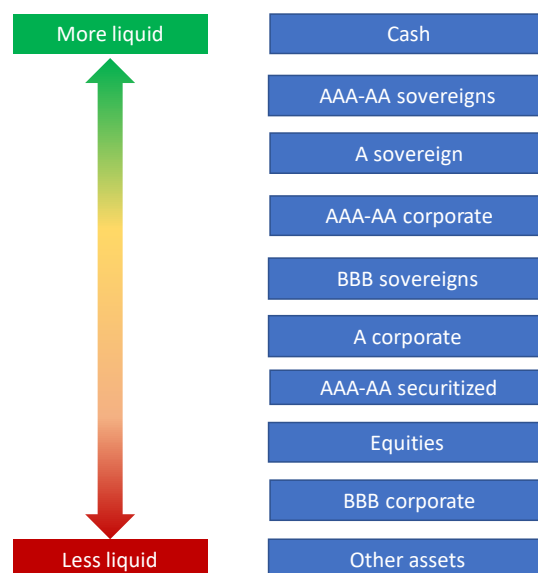 More liquid
Cash
AAA-AA sovereigns
A sovereign
AAA-AA corporate
BBB sovereigns
A corporate
AAA-AA securitized
Equities
BBB corporate
Less liquid
Other assets